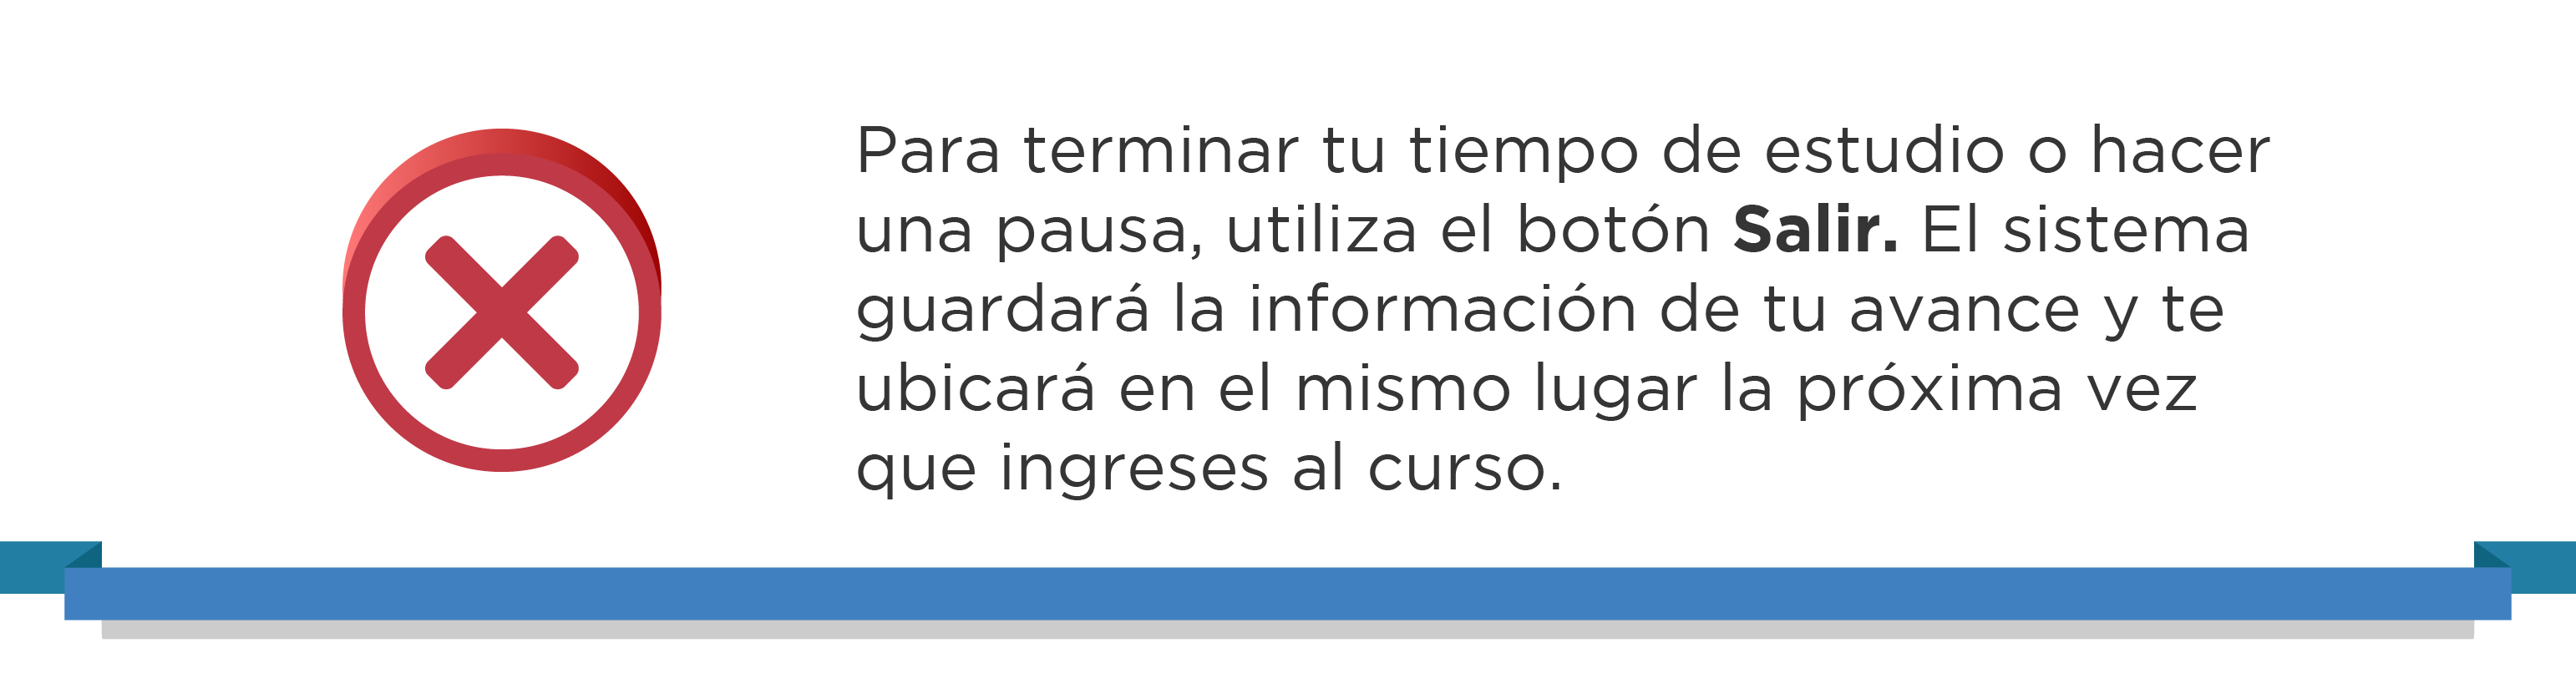 Para terminar tu tiempo de estudio o hacer
una pausa, utiliza el botón Salir. El sistema
guardará la información de tu avance y te
ubicará en el mismo lugar la próxima vez
que ingreses al curso.